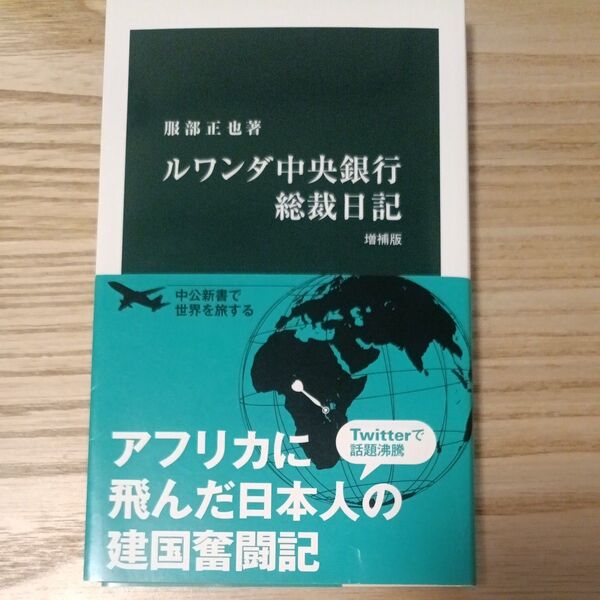 服部正也著
ルワンダ中央銀行
総裁日記
増補版
中公新書で
世界を旅する
Twitterで
話題沸騰
アフリカに
飛んだ日本人の
建国奮闘記